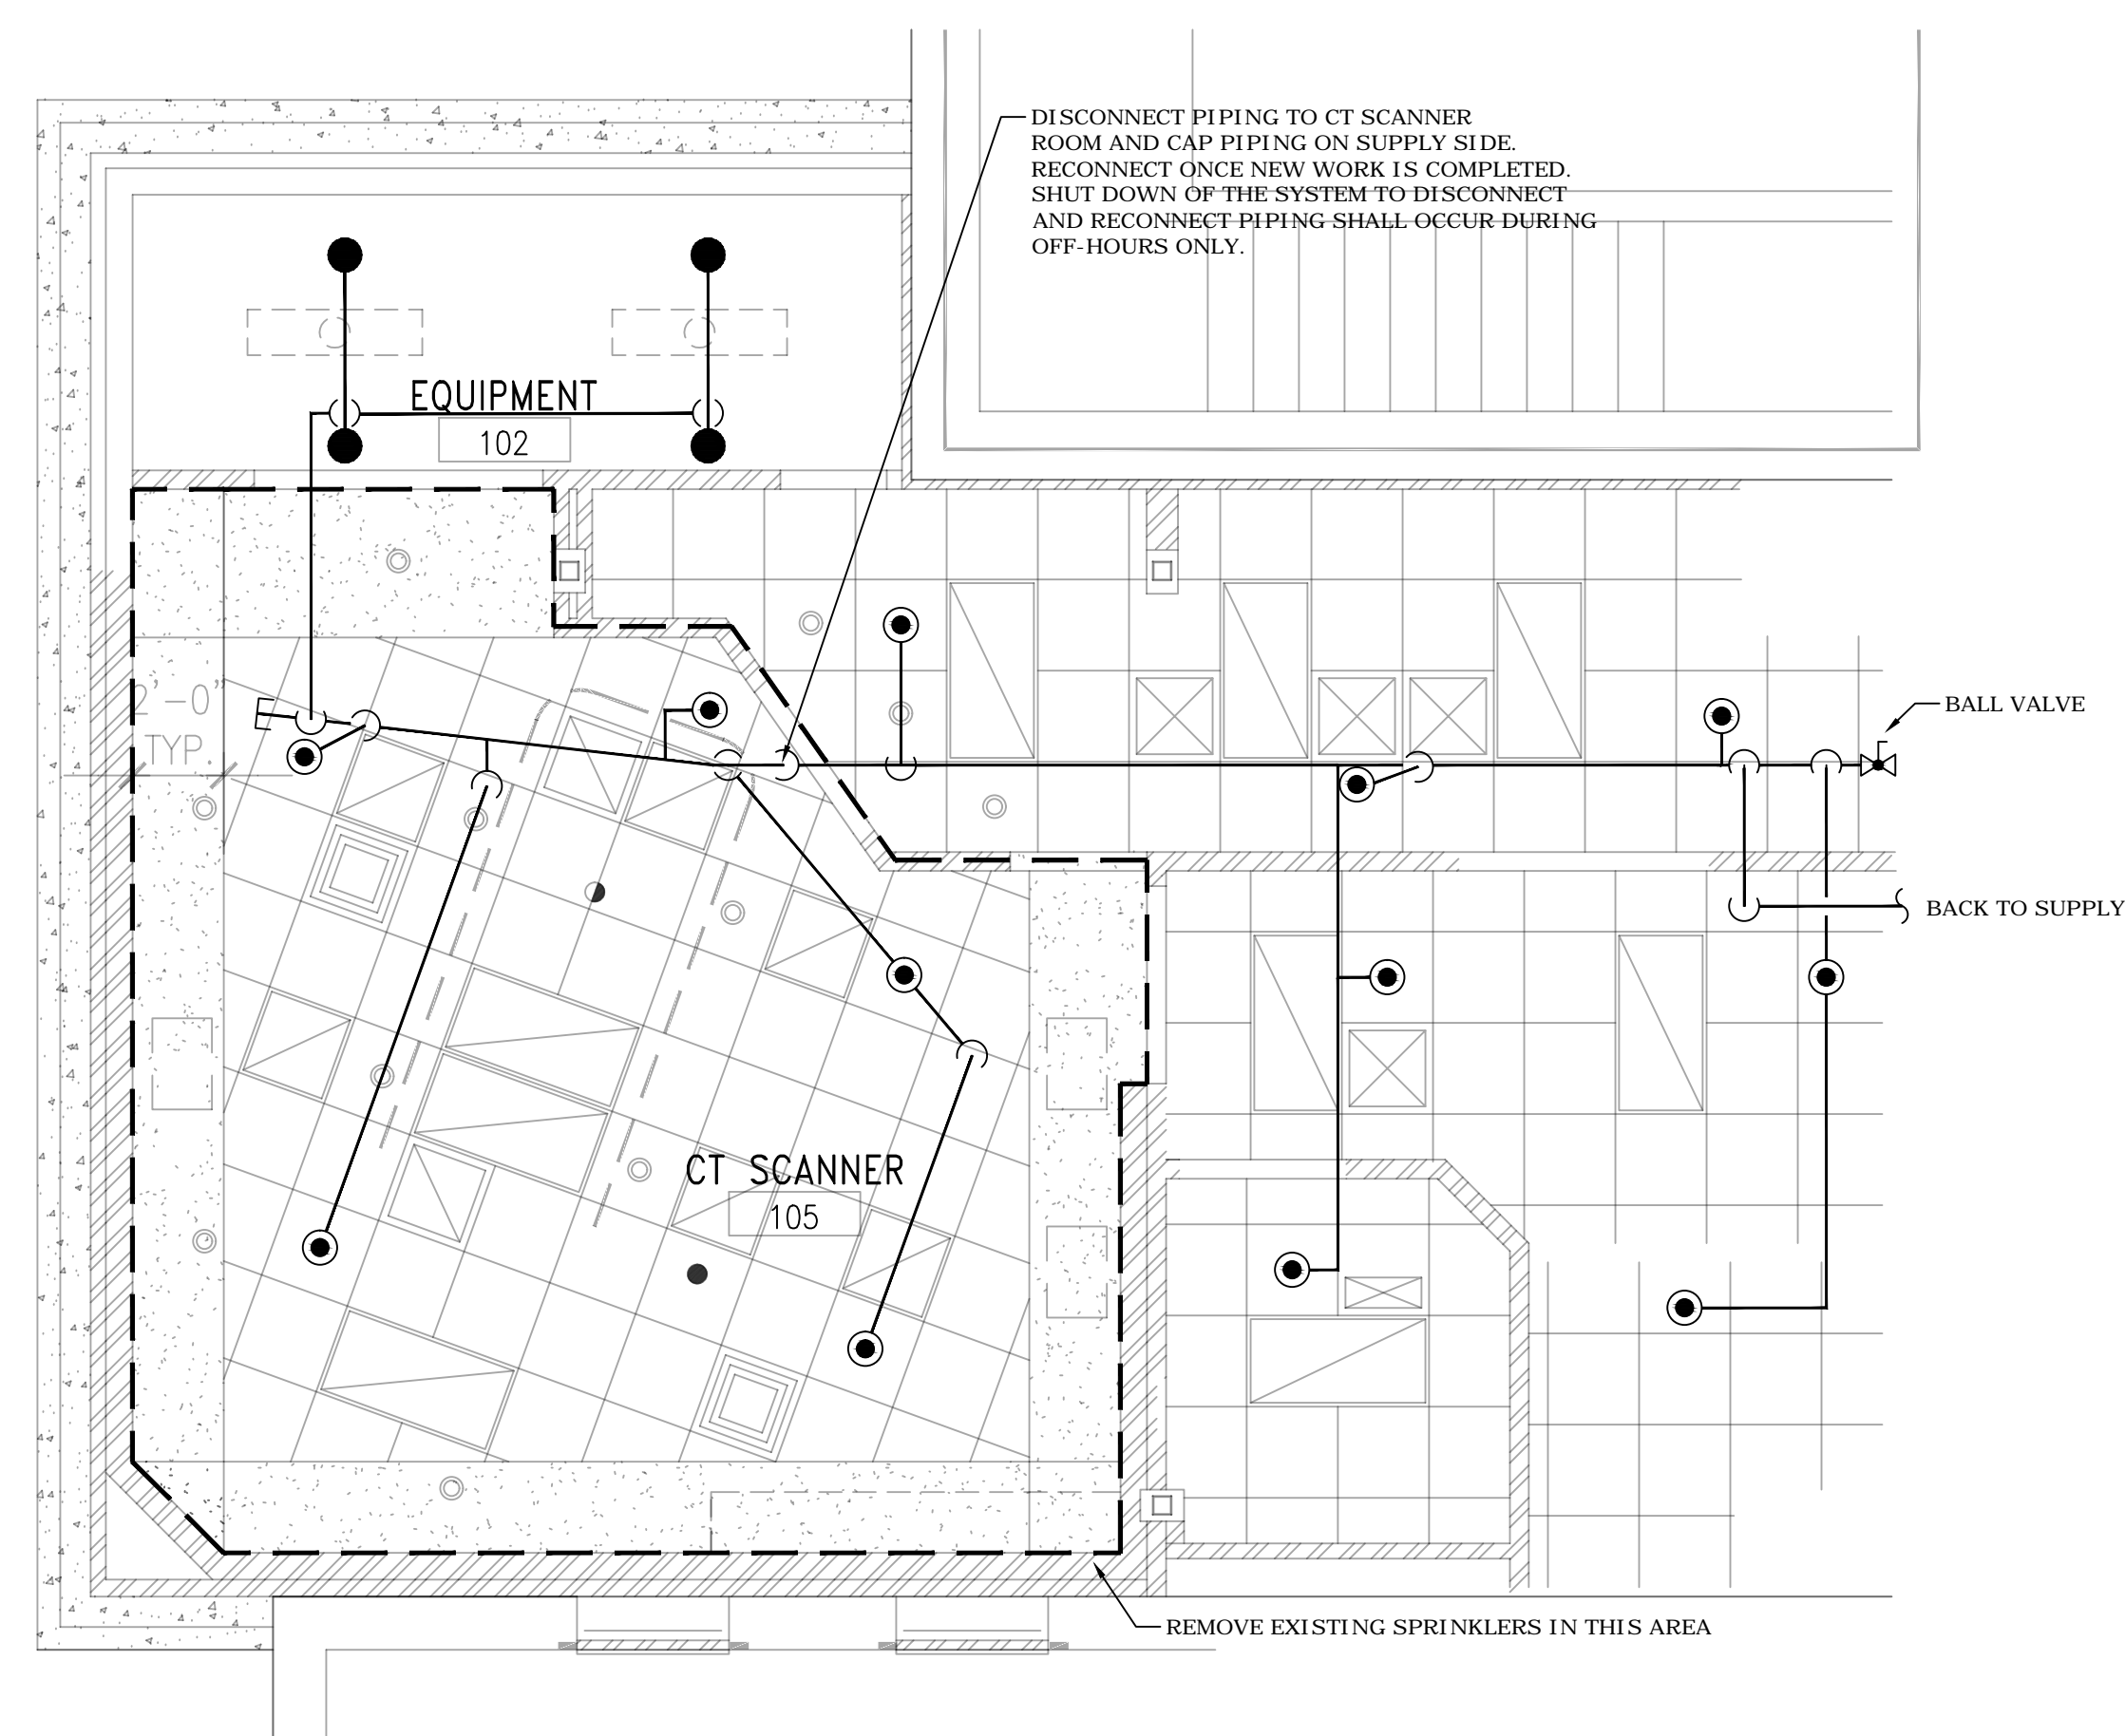 DISCONNECT PIPING TO CT SCANNER
ROOM AND CAP PIPING ON SUPPLY SIDE.
RECONNECT ONCE NEW WORK IS COMPLETED.
SHUT DOWN OF THE SYSTEM TO DISCONNECT
AND RECONNECT PIPING SHALL OCCUR DURING
OFF-HOURS ONLY.
EQUIPMENT
102
2'-0"
TYP.
BALL VALVE
BACK TO SUPPLY
CT SCANNER
105
REMOVE EXISTING SPRINKLERS IN THIS AREA